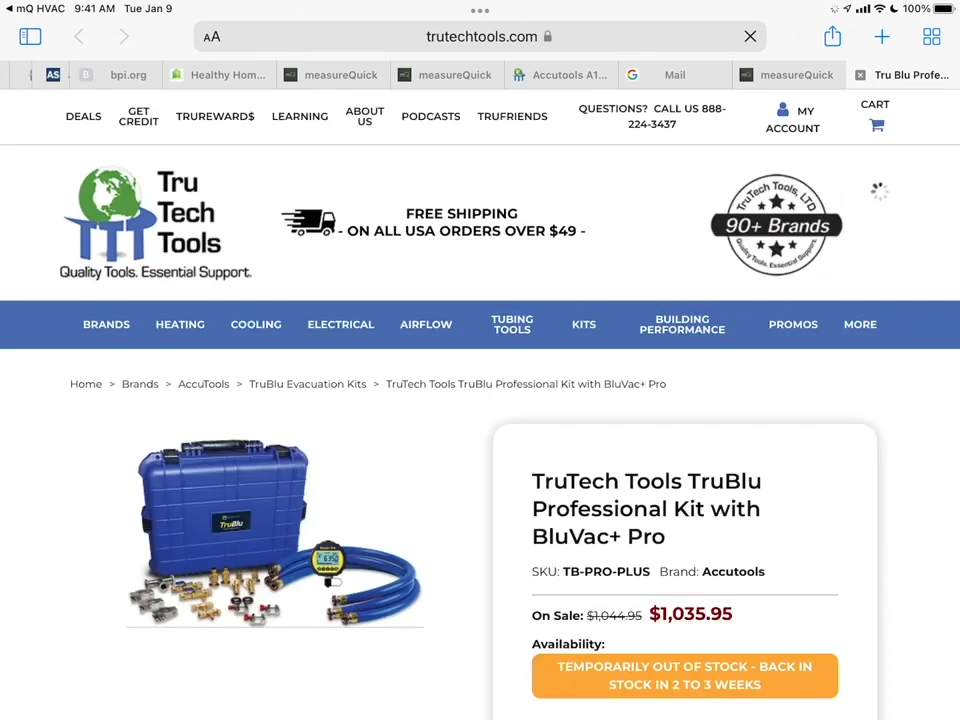 mQ HVAC 9:41 AM Tue Jan 9 100%
AA trutechtools.com
AS B bpi.org Healthy Hom... measureQuick measureQuick Accutools A1... Mail measureQuick Tru Blu Profe...
DEALS GET CREDIT TRUREWARD$ LEARNING ABOUT US PODCASTS TRUFRIENDS
QUESTIONS? CALL US 888-
224-3437
MY
ACCOUNT
CART
Tru
Tech
Tools
Quality Tools. Essential Support.
FREE SHIPPING
- ON ALL USA ORDERS OVER $49 -
TruTech Tools, LTD
90+ Brands
Quality Tools. Essential Support.
BRANDS HEATING COOLING ELECTRICAL AIRFLOW TUBING TOOLS KITS BUILDING PERFORMANCE PROMOS MORE
Home > Brands > AccuTools > TruBlu Evacuation Kits > TruTech Tools TruBlu Professional Kit with BluVac+ Pro
TruBlu
TruTech Tools TruBlu
Professional Kit with
BluVac+ Pro
SKU: TB-PRO-PLUS Brand: Accutools
On Sale: $1,044.95 $1,035.95
Availability:
TEMPORARILY OUT OF STOCK - BACK IN
STOCK IN 2 TO 3 WEEKS